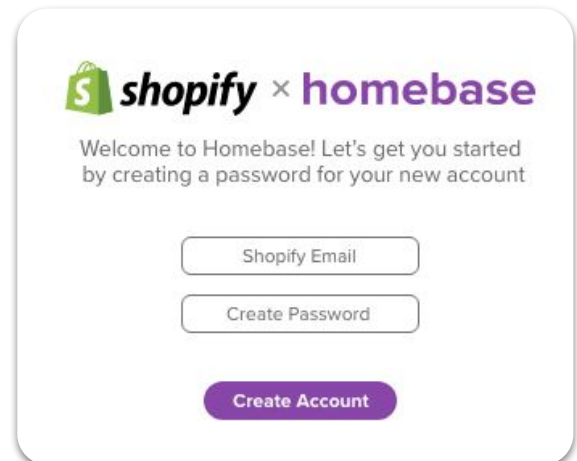 shopify × homebase
Welcome to Homebase! Let's get you started
by creating a password for your new account
Shopify Email
Create Password
Create Account